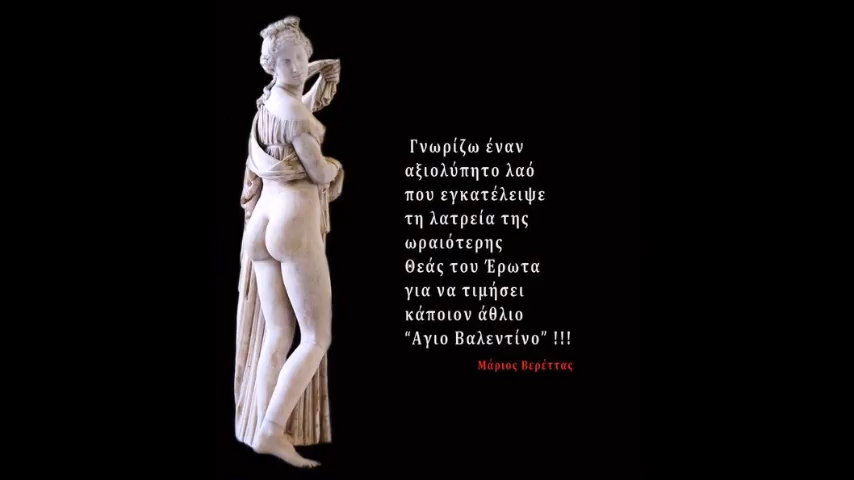 Γνωρίζω έναν
αξιολύπητο λαό
που εγκατέλειψε
τη λατρεία της
ωραιότερης
Θεάς του Έρωτα
για να τιμήσει
κάποιον άθλιο
“Αγιο Βαλεντίνο” !!!
Μάριος Βερέττας